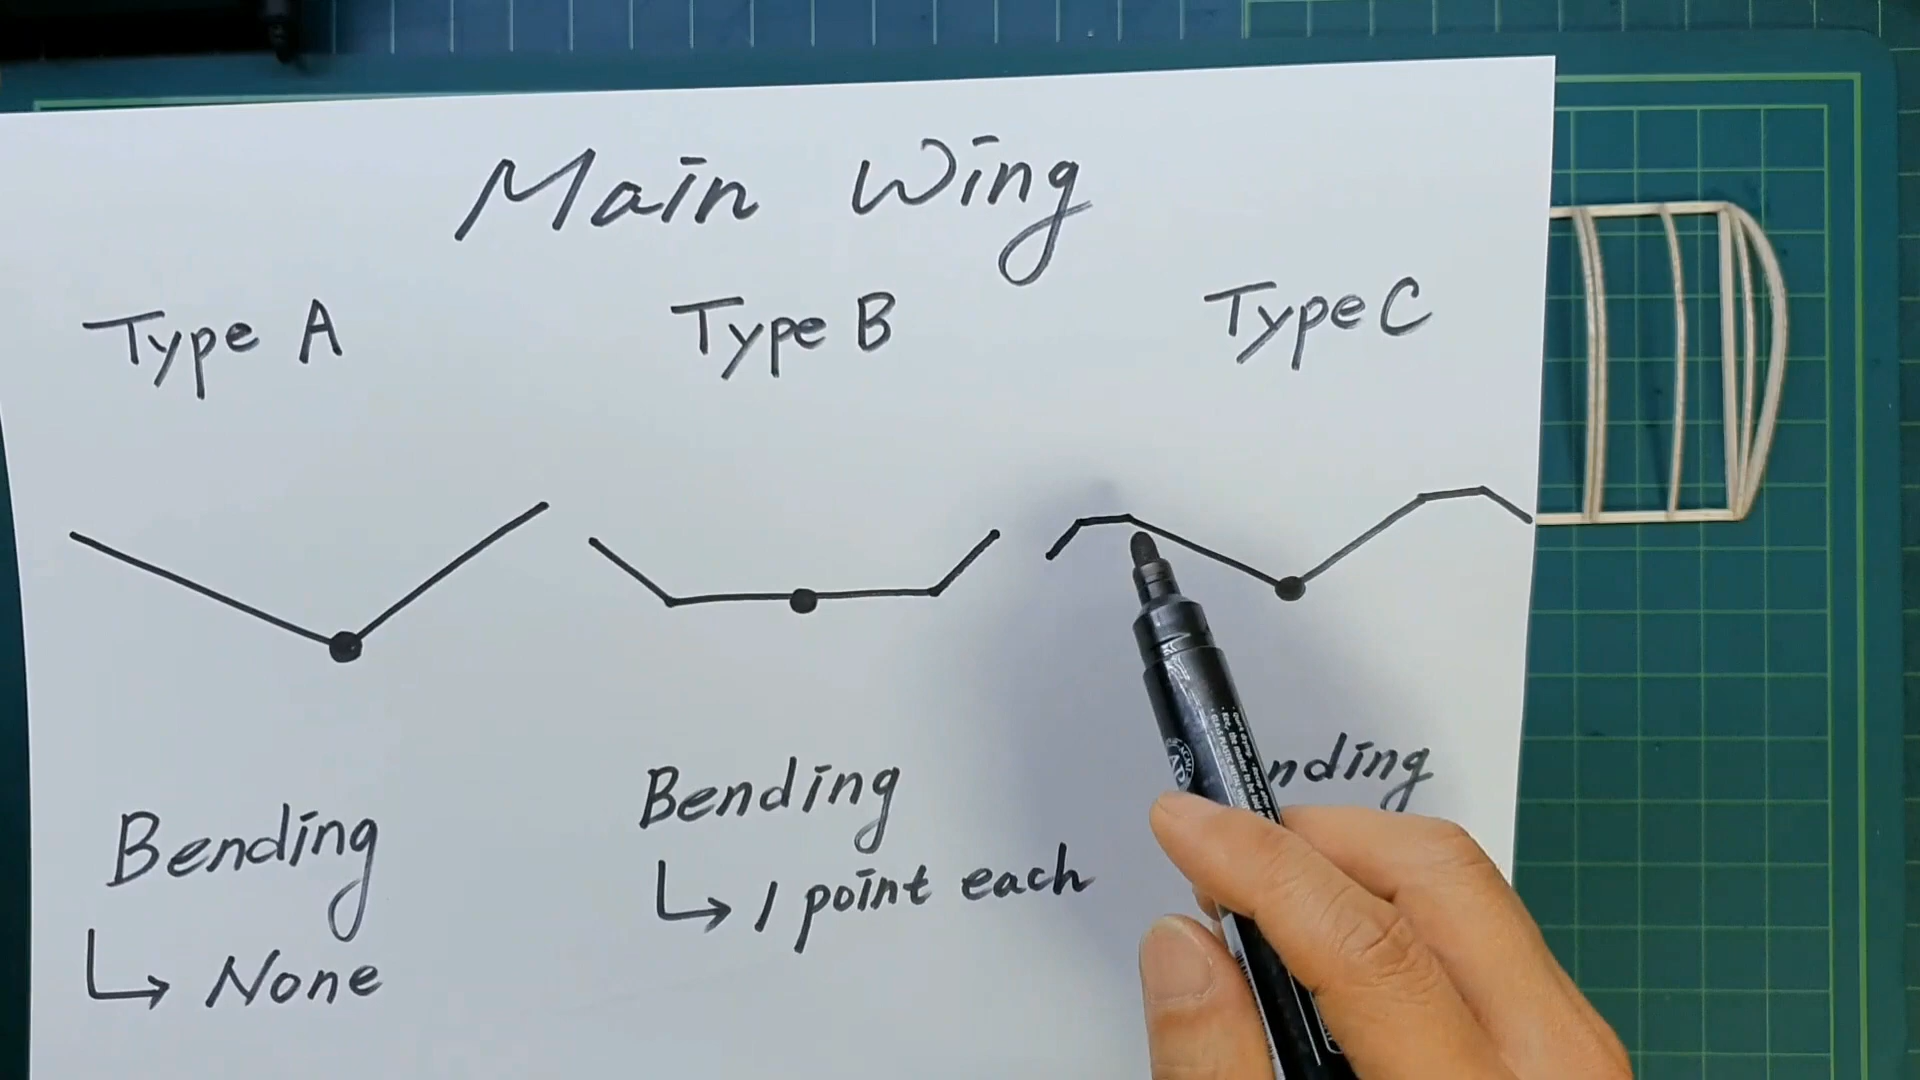 Main Wing
Type A
Type B
Type C
Bending
↳ None
Bending
↳ 1 point each
nding